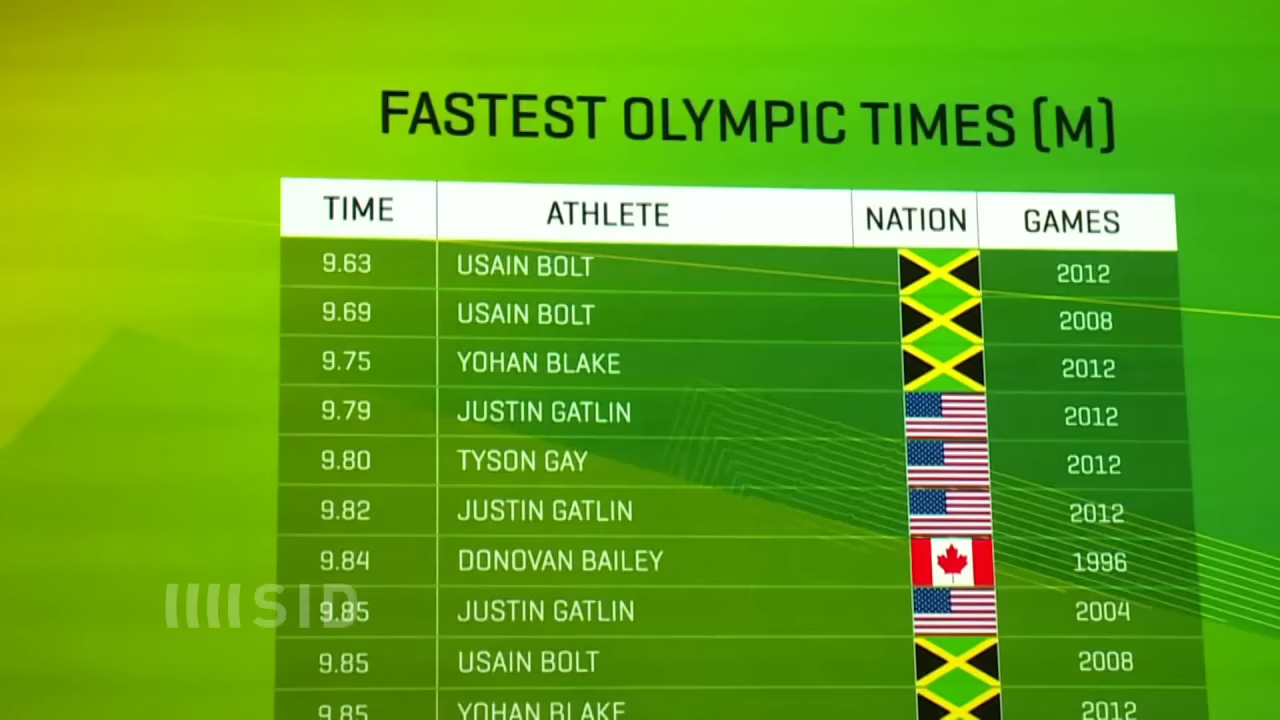 FASTEST OLYMPIC TIMES (M)
TIME ATHLETE NATION GAMES
9.63 USAIN BOLT 2012
9.69 USAIN BOLT 2008
9.75 YOHAN BLAKE 2012
9.79 JUSTIN GATLIN 2012
9.80 TYSON GAY 2012
9.82 JUSTIN GATLIN 2012
9.84 DONOVAN BAILEY 1996
9.85 JUSTIN GATLIN 2004
SID
9.85 USAIN BOLT 2008
9.85 YOHAN BLAKE 2012